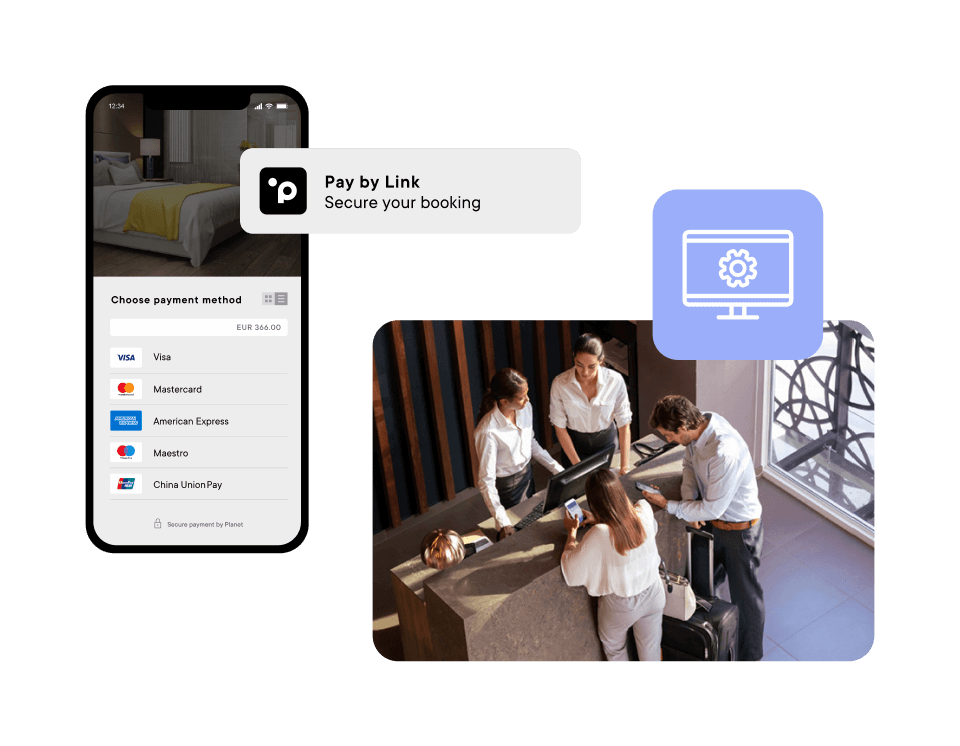 12:34
Pay by Link
Secure your booking
Choose payment method
EUR 366.00
VISA Visa
Mastercard
American Express
Maestro
China UnionPay
Secure payment by Planet